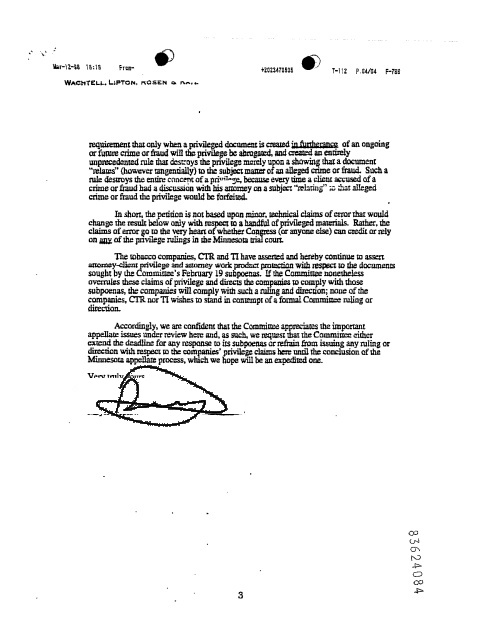 Mar-12-98 15:15 From-
+2023470505 T-112 P.04/04 F-786
WACHTELL, LIPTON, ROSEN &
requirement that only when a privileged document is created in furtherance of an ongoing
or future crime or fraud will the privilege be abrogated, and created an entirely
unprecedented rule that destroys the privilege merely upon a showing that a document
"relates" (however tangentially) to the subject matter of an alleged crime or fraud. Such a
rule destroys the entire concept of a privilege, because every time a client accused of a
crime or fraud had a discussion with his attorney on a subject "relating" to that alleged
crime or fraud the privilege would be forfeited.
In short, the petition is not based upon minor, technical claims of error that would
change the result below only with respect to a handful of privileged materials. Rather, the
claims of error go to the very heart of whether Congress (or anyone else) can credit or rely
on any of the privilege rulings in the Minnesota trial court.
The tobacco companies, CTR and TI have asserted and hereby continue to assert
attorney-client privilege and attorney work product protection with respect to the documents
sought by the Committee's February 19 subpoenas. If the Committee nonetheless
overrules these claims of privilege and directs the companies to comply with those
subpoenas, the companies will comply with such a ruling and direction; none of the
companies, CTR nor TI wishes to stand in contempt of a formal Committee ruling or
direction.
Accordingly, we are confident that the Committee appreciates the important
appellate issues under review here and, as such, we request that the Committee either
extend the deadline for any response to its subpoenas or refrain from issuing any ruling or
direction with respect to the companies' privilege claims here until the conclusion of the
Minnesota appellate process, which we hope will be an expedited one.
Very truly yours
83624084
3